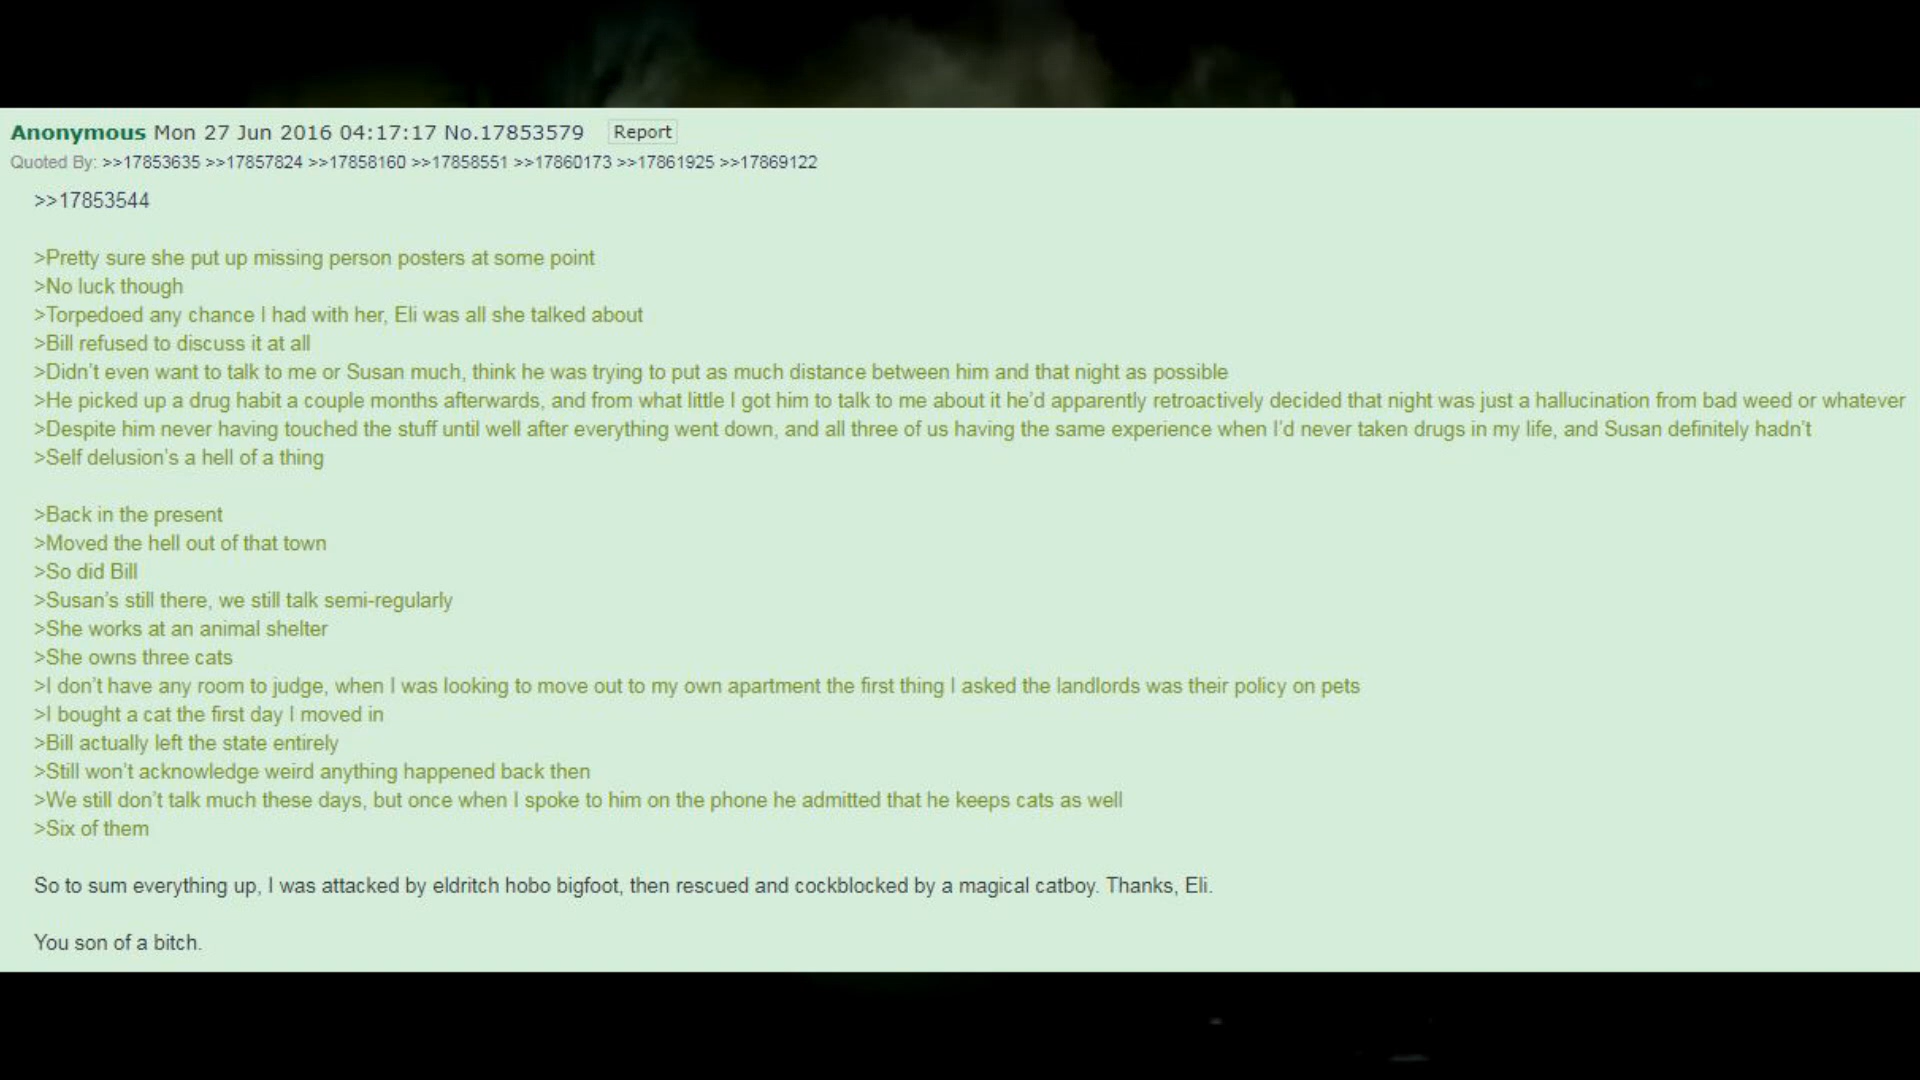 Anonymous Mon 27 Jun 2016 04:17:17 No.17853579 Report
Quoted By: >>17853635 >>17857824 >>17858160 >>17858551 >>17860173 >>17861925 >>17869122
>>17853544
>Pretty sure she put up missing person posters at some point
>No luck though
>Torpedoed any chance I had with her, Eli was all she talked about
>Bill refused to discuss it at all
>Didn't even want to talk to me or Susan much, think he was trying to put as much distance between him and that night as possible
>He picked up a drug habit a couple months afterwards, and from what little I got him to talk to me about it he'd apparently retroactively decided that night was just a hallucination from bad weed or whatever
>Despite him never having touched the stuff until well after everything went down, and all three of us having the same experience when I'd never taken drugs in my life, and Susan definitely hadn't
>Self delusion's a hell of a thing
>Back in the present
>Moved the hell out of that town
>So did Bill
>Susan's still there, we still talk semi-regularly
>She works at an animal shelter
>She owns three cats
>I don't have any room to judge, when I was looking to move out to my own apartment the first thing I asked the landlords was their policy on pets
>I bought a cat the first day I moved in
>Bill actually left the state entirely
>Still won't acknowledge weird anything happened back then
>We still don't talk much these days, but once when I spoke to him on the phone he admitted that he keeps cats as well
>Six of them
So to sum everything up, I was attacked by eldritch hobo bigfoot, then rescued and cockblocked by a magical catboy. Thanks, Eli.
You son of a bitch.